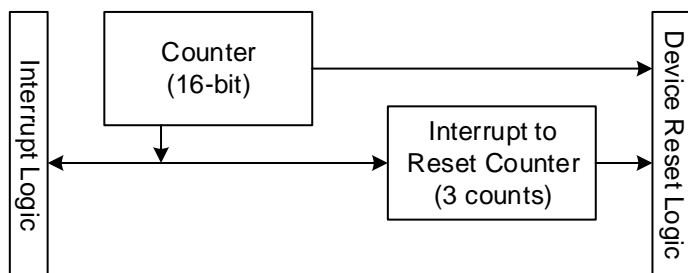 Interrupt Logic
Counter
(16-bit)
Interrupt to
Reset Counter
(3 counts)
Device Reset Logic